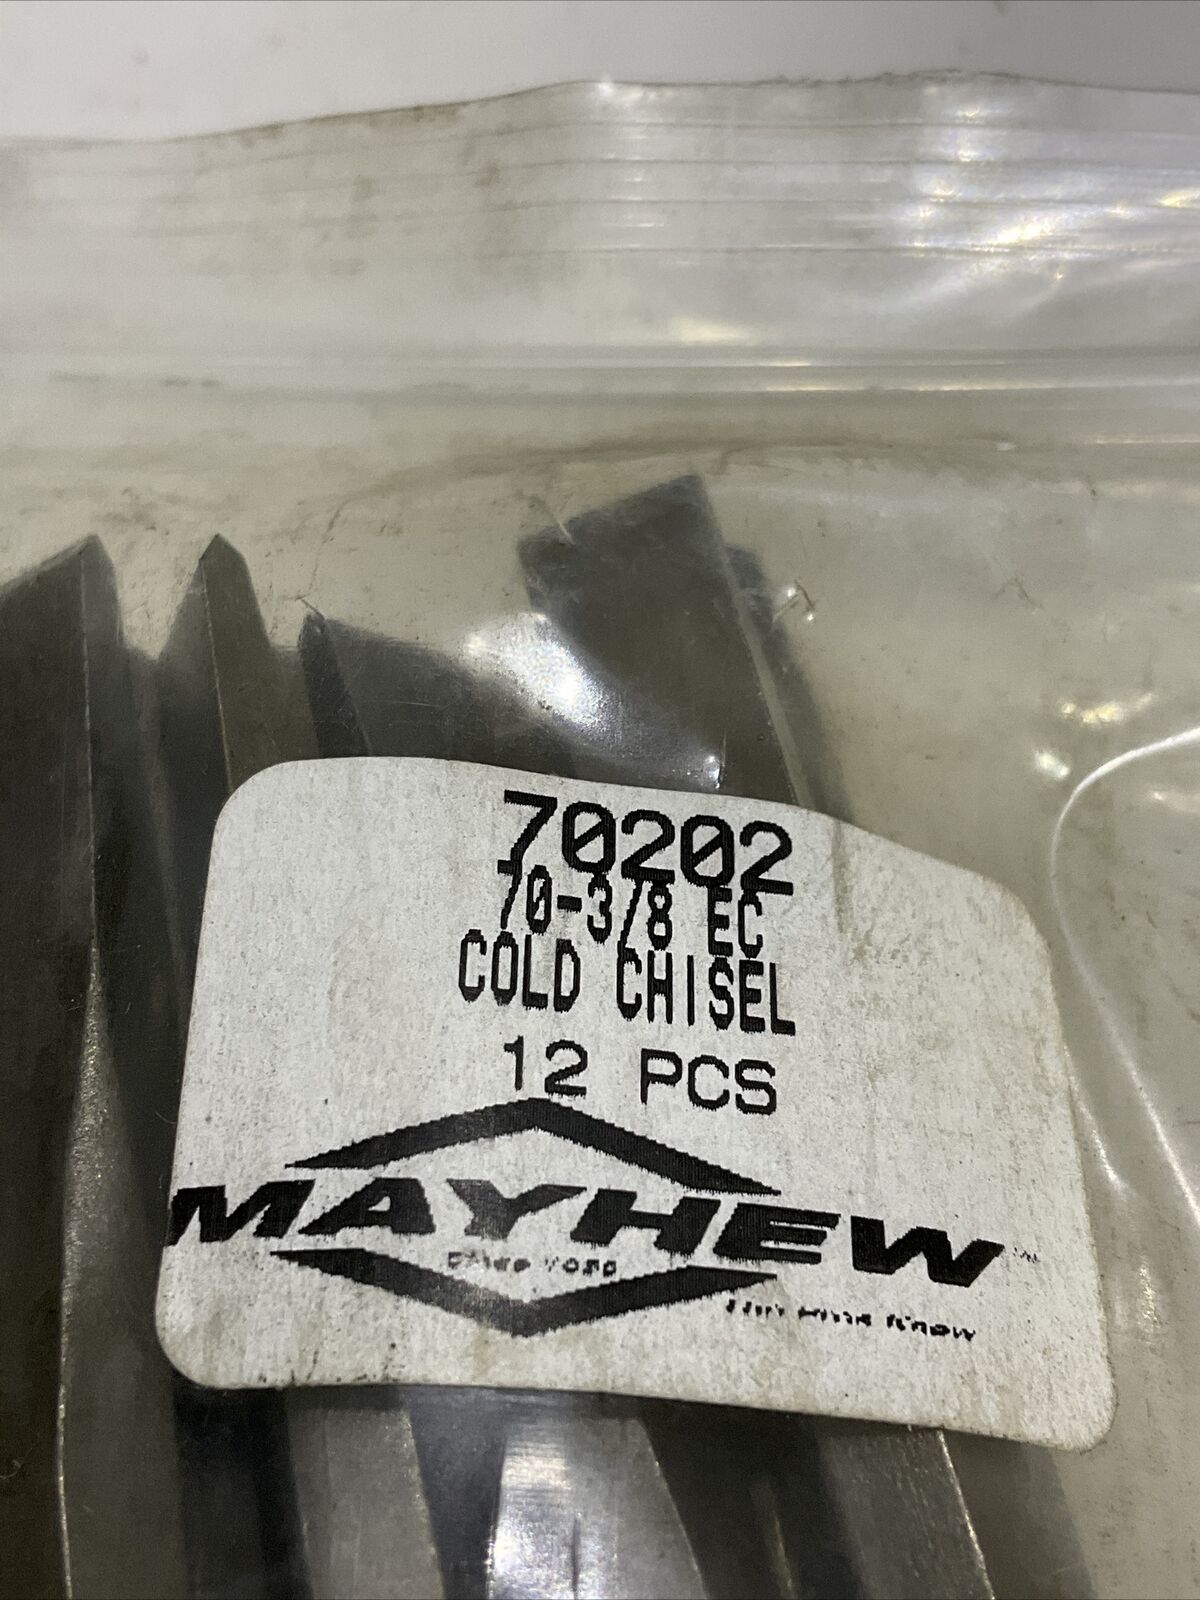 70202
70-3/8 EC
COLD CHISEL
12 PCS
MAYHEW